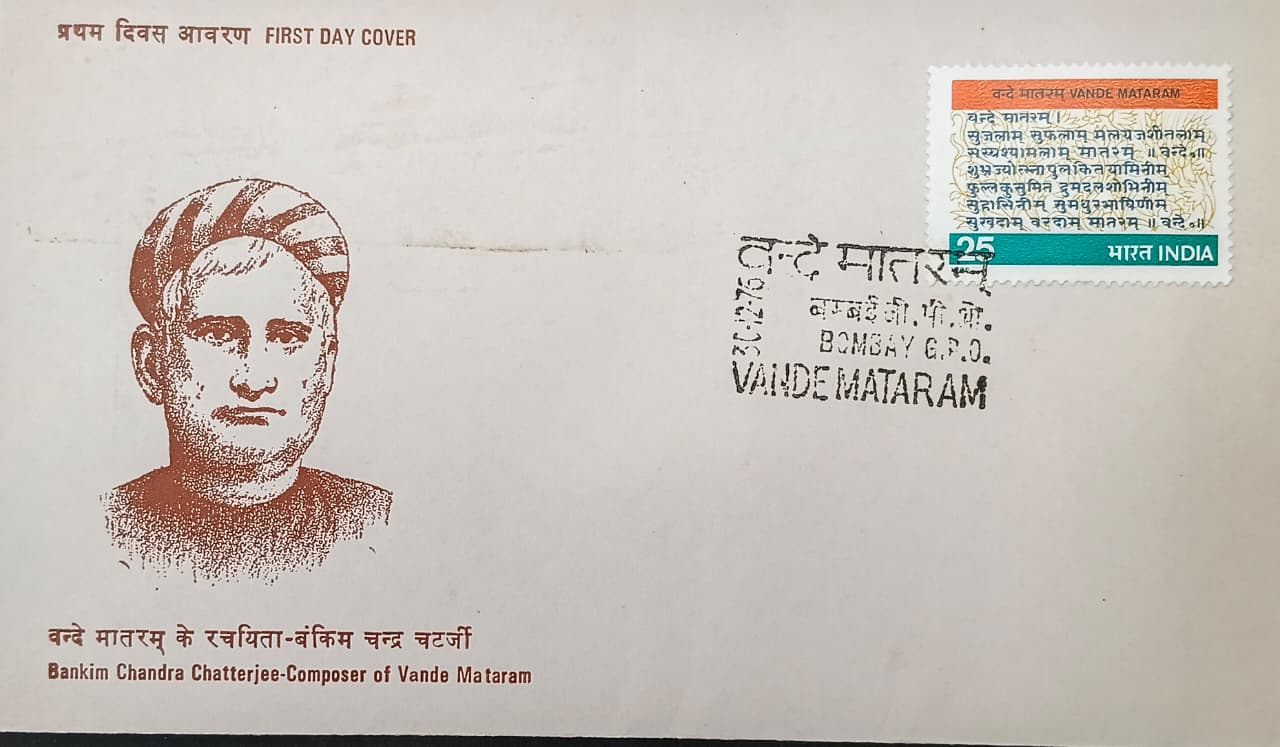 प्रथम दिवस आवरण FIRST DAY COVER
वन्दे मातरम् VANDE MATARAM
वन्दे मातरम् ।
सुजलाम् सुफलाम् मलयजशीतलाम्
सस्यश्यामलाम् मातरम् ॥ वन्दे॰॥
शुभ्रज्योत्स्नापुलकितयामिनीम्
फुल्लकुसुमित द्रुमदलशोभिनीम्
सुहासिनीम् सुमधुरभाषिणीम्
सुखदाम् वरदाम् मातरम् ॥ वन्दे॰॥
25 भारत INDIA
वन्दे मातरम्
30-12-76
बम्बई जी.पी.ओ.
BOMBAY G.P.O.
VANDE MATARAM
वन्दे मातरम् के रचयिता-बंकिम चन्द्र चटर्जी
Bankim Chandra Chatterjee-Composer of Vande Mataram